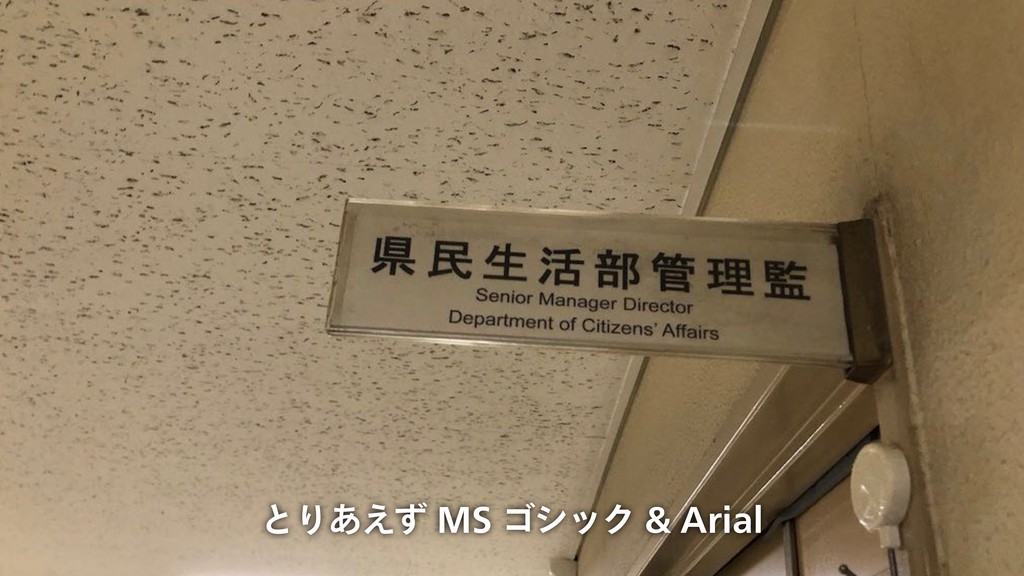 県民生活部管理監
Senior Manager Director
Department of Citizens' Affairs
とりあえず MS ゴシック & Arial